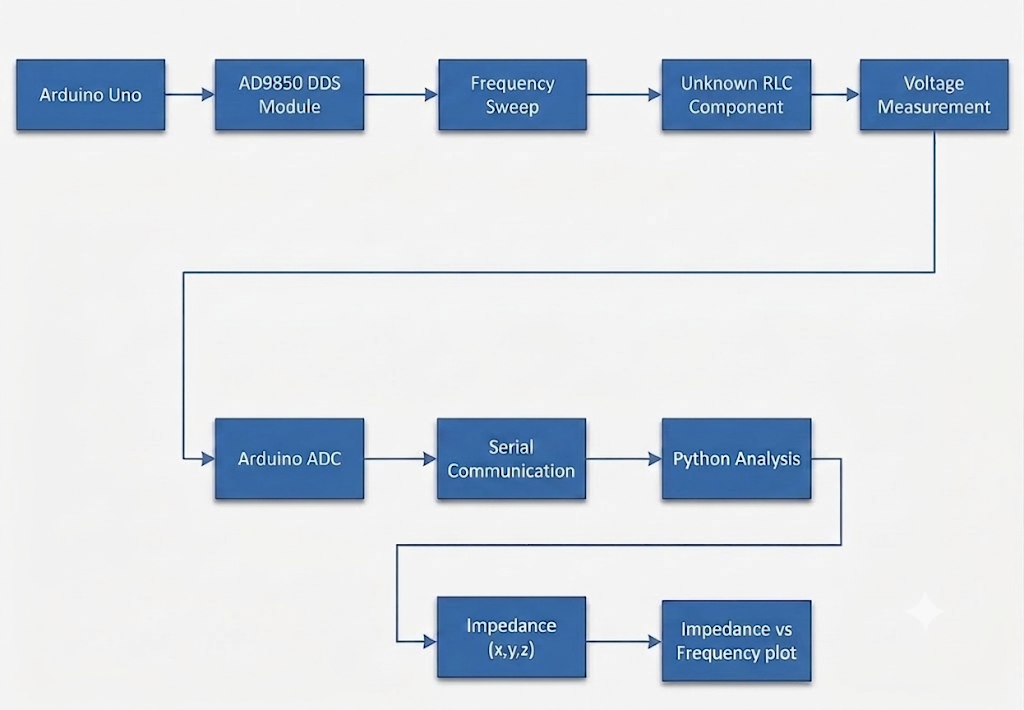 Arduino Uno
AD9850 DDS
Module
Frequency
Sweep
Unknown RLC
Component
Voltage
Measurement
Arduino ADC
Serial
Communication
Python Analysis
Impedance
(x,y,z)
Impedance vs
Frequency plot